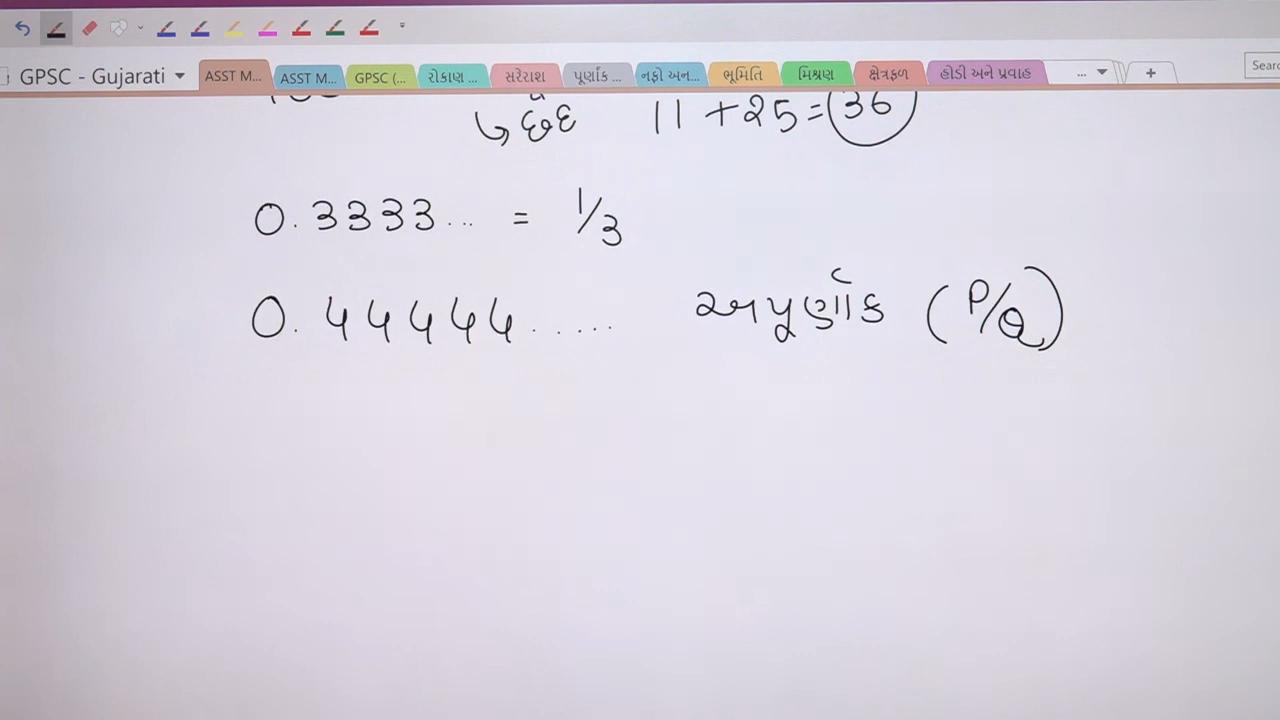 GPSC - Gujarati
ASST M...
ASST M...
GPSC (...
રોકાણ ...
સરેરાશ
પૂર્ણાંક ...
નફો અન...
ભૂમિતિ
મિશ્રણ
ક્ષેત્રફળ
હોડી અને પ્રવાહ
...
+
Searc
↳ છેદ 11 + 25 = 36
0.3333... = 1/3
0.44444..... અપૂર્ણાંક (P/Q)